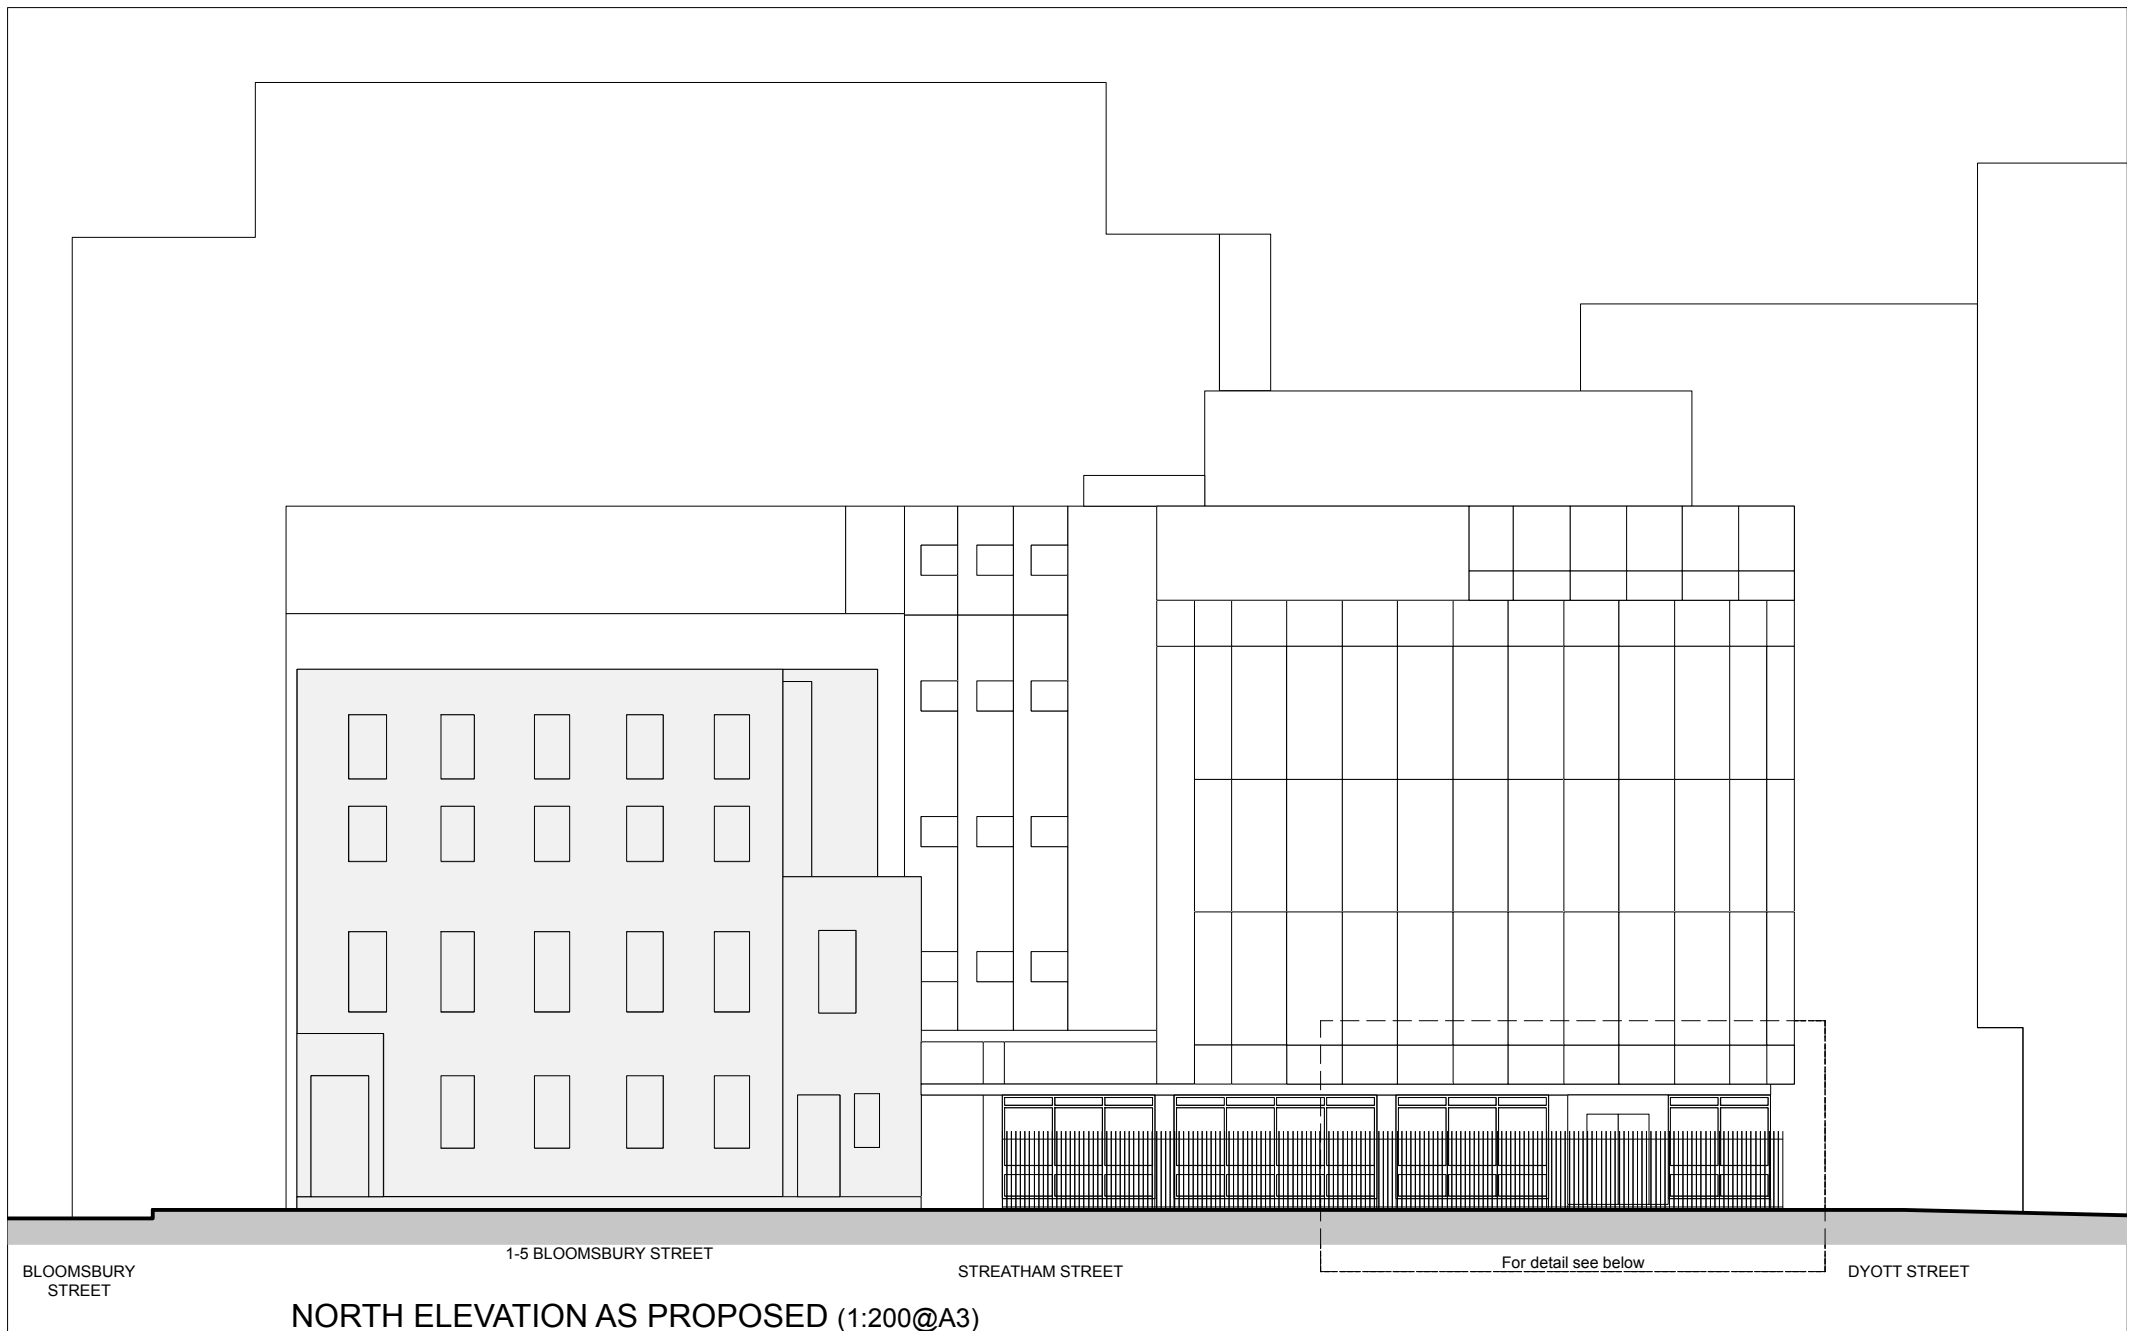 1-5 BLOOMSBURY STREET
BLOOMSBURY
STREET
STREATHAM STREET
For detail see below
DYOTT STREET
NORTH ELEVATION AS PROPOSED (1:200@A3)